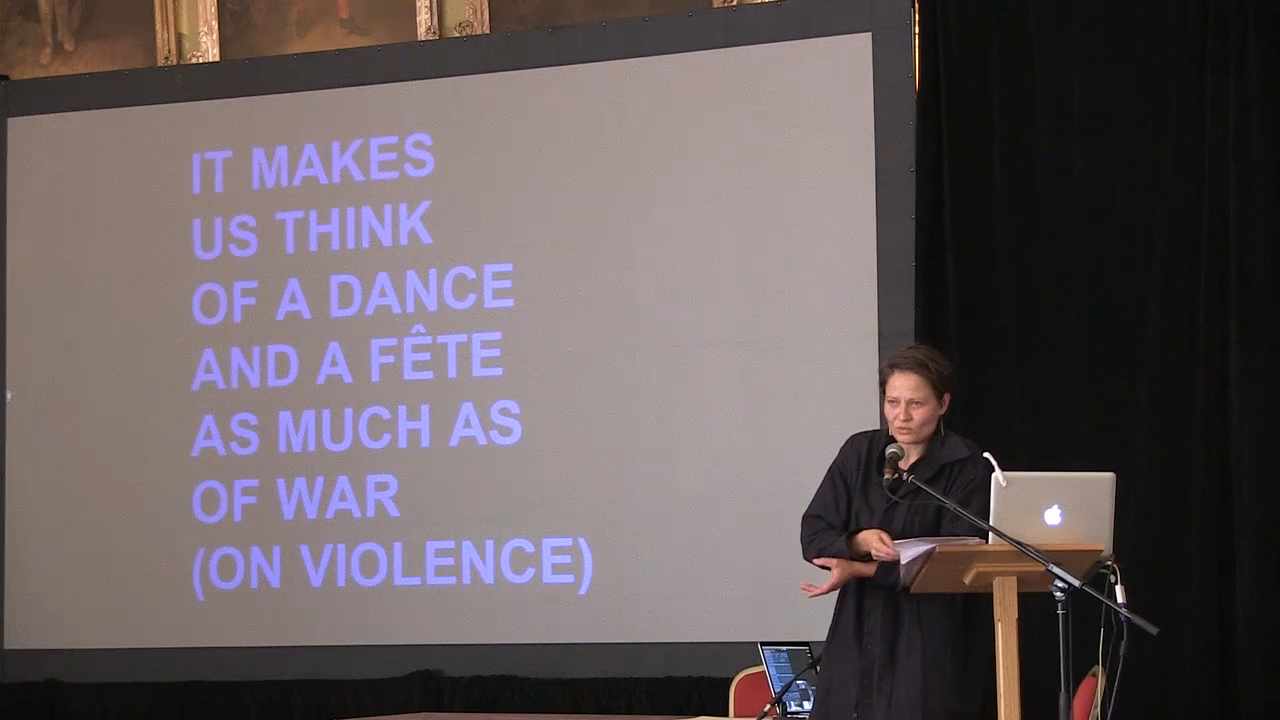 IT MAKES
US THINK
OF A DANCE
AND A FÊTE
AS MUCH AS
OF WAR
(ON VIOLENCE)